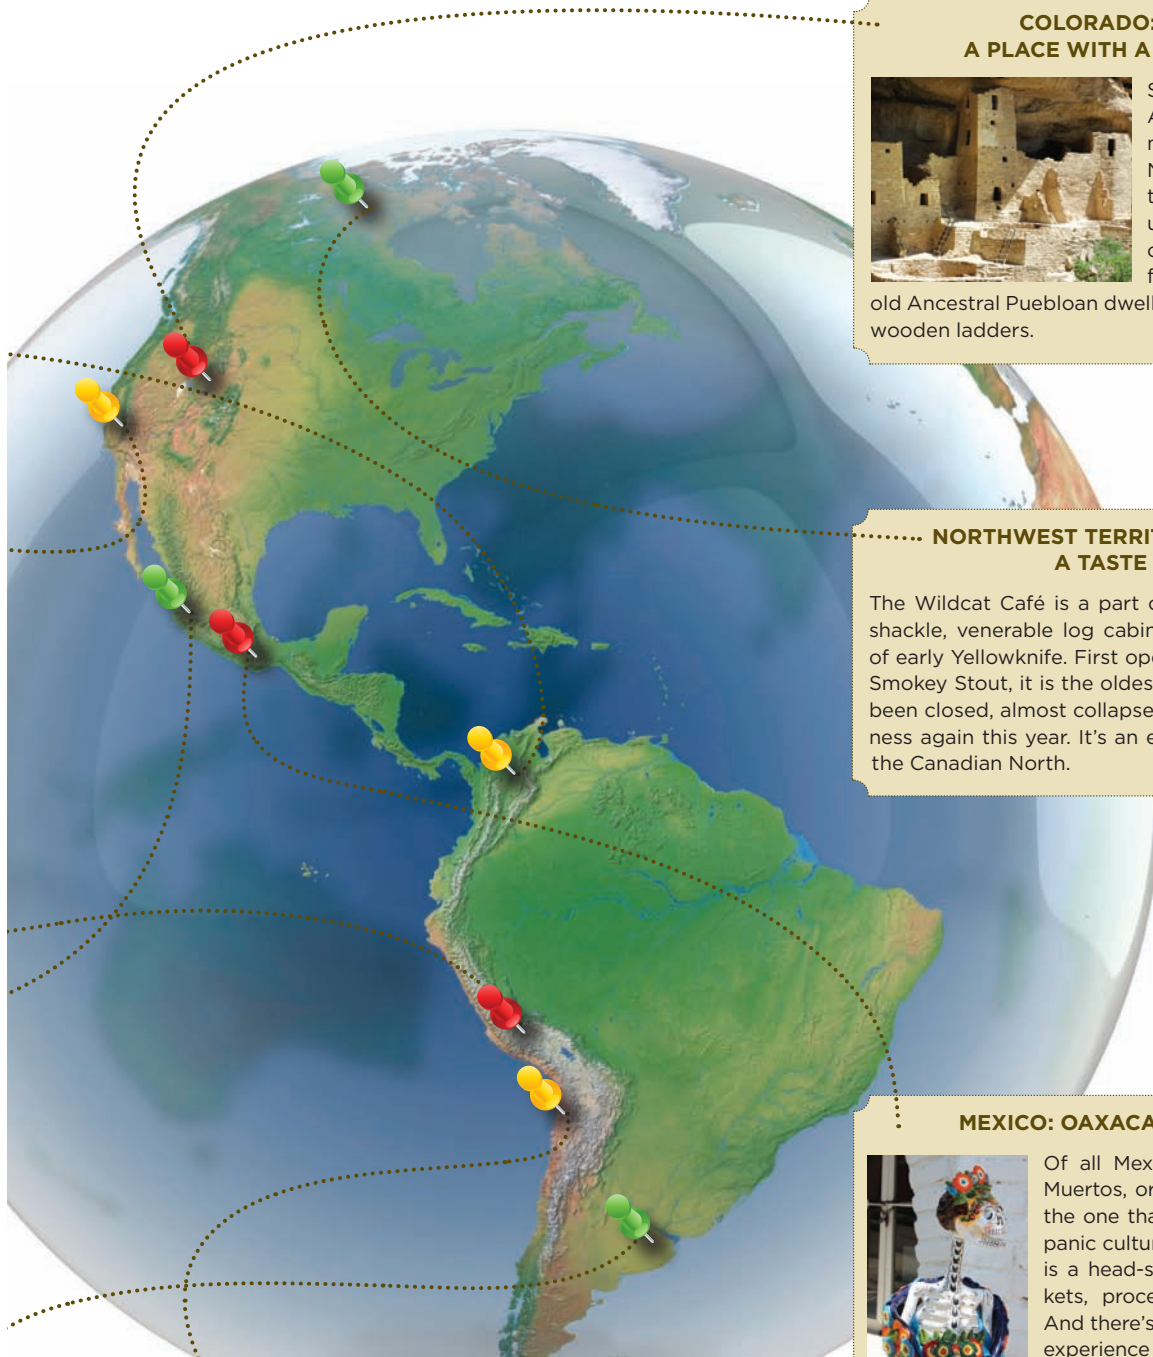 COLORADO:
A PLACE WITH A
old Ancestral Puebloan dwell
wooden ladders.
NORTHWEST TERRIT
A TASTE
The Wildcat Café is a part o
shackle, venerable log cabin
of early Yellowknife. First ope
Smokey Stout, it is the oldes
been closed, almost collapse
ness again this year. It's an e
the Canadian North.
MEXICO: OAXACA
Of all Mex
Muertos, or
the one tha
panic cultur
is a head-s
kets, proce
And there's
experience